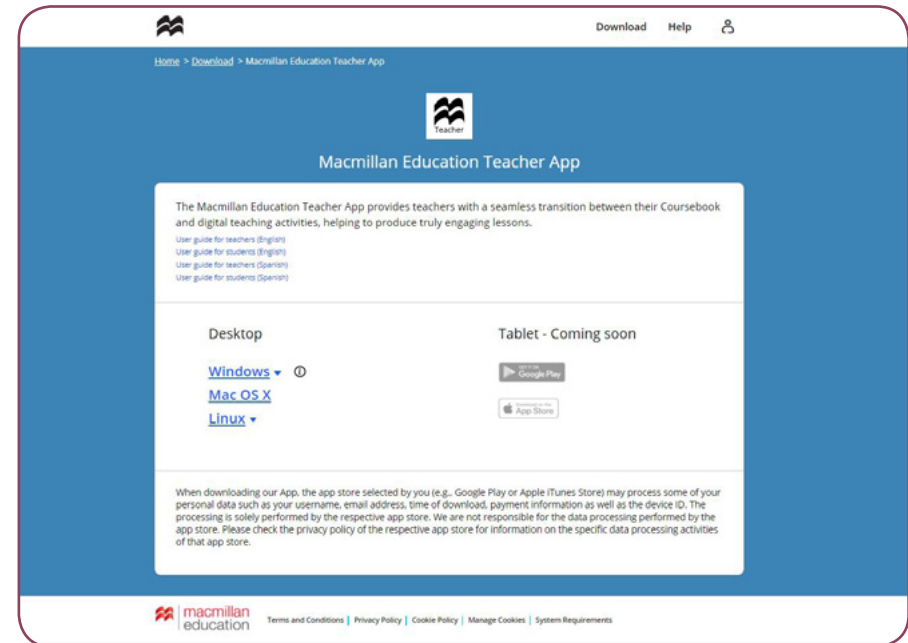 Download Help
Home > Download > Macmillan Education Teacher App
Teacher
Macmillan Education Teacher App
The Macmillan Education Teacher App provides teachers with a seamless transition between their Coursebook
and digital teaching activities, helping to produce truly engaging lessons.
User guide for teachers (English)
User guide for students (English)
User guide for teachers (Spanish)
User guide for students (Spanish)
Desktop
Windows
Mac OS X
Linux
Tablet - Coming soon
GET IT ON
Google Play
Download on the
App Store
When downloading our App, the app store selected by you (e.g., Google Play or Apple iTunes Store) may process some of your
personal data such as your username, email address, time of download, payment information as well as the device ID. The
processing is solely performed by the respective app store. We are not responsible for the data processing performed by the
app store. Please check the privacy policy of the respective app store for information on the specific data processing activities
of that app store.
macmillan
education
Terms and Conditions | Privacy Policy | Cookie Policy | Manage Cookies | System Requirements